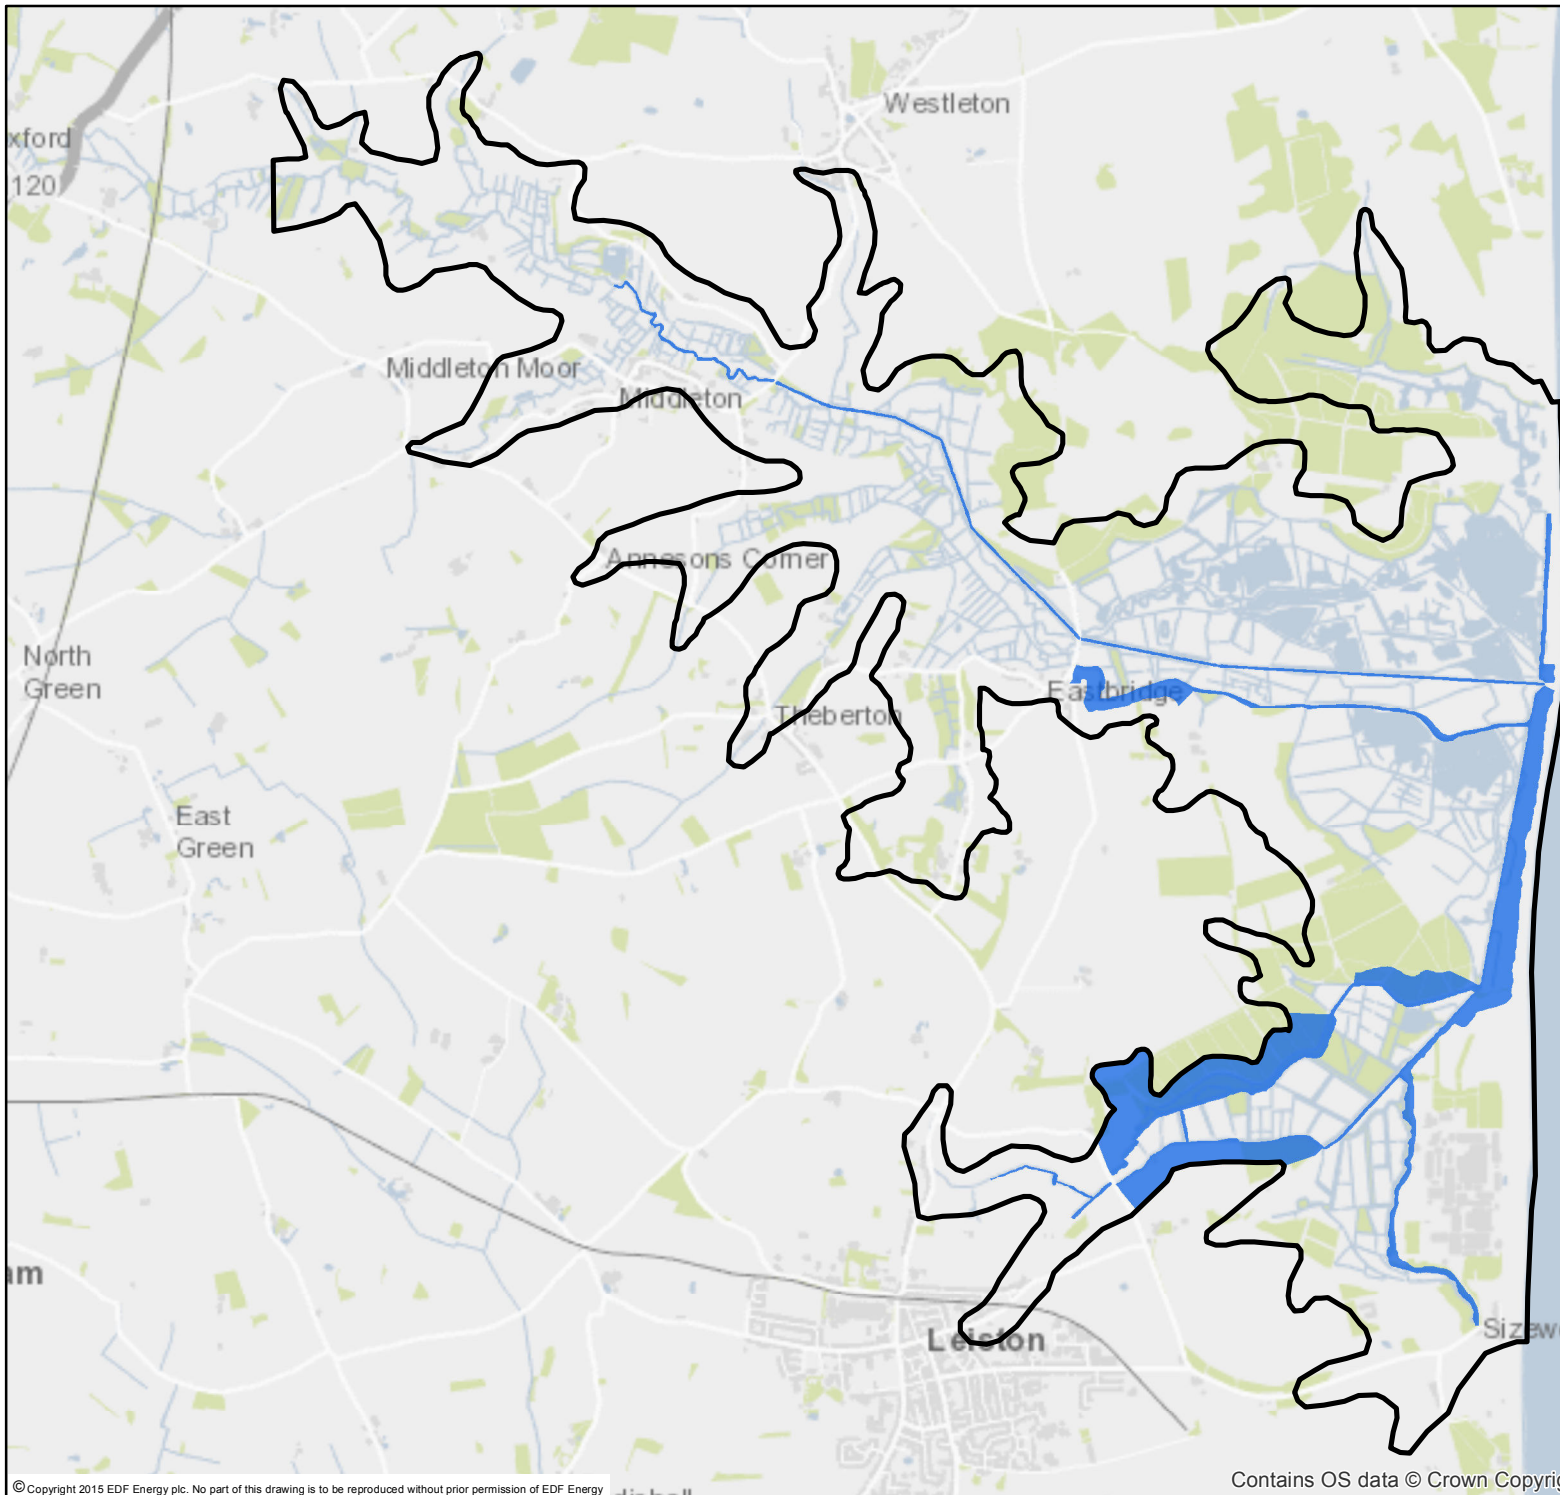 Westleton
xford
120)
Middleton Moor
Middleton
Annesons Corner
North
Green
Eastbridge
Theberton
East
Green
am
Leiston
Sizew
© Copyright 2015 EDF Energy plc. No part of this drawing is to be reproduced without prior permission of EDF Energy
Contains OS data © Crown Copyrig